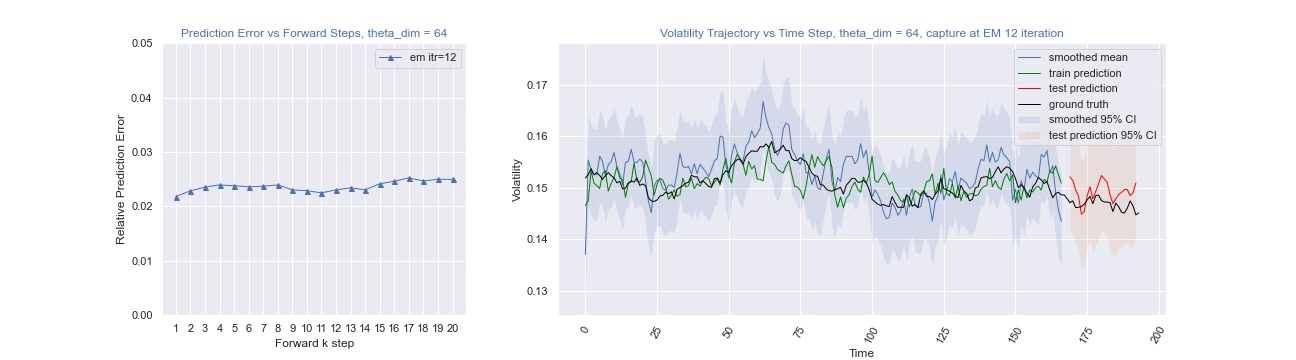 Prediction Error vs Forward Steps, theta_dim = 64
0.05
0.04
0.03
0.02
0.01
0.00
Relative Prediction Error
em itr=12
1 2 3 4 5 6 7 8 9 10 11 12 13 14 15 16 17 18 19 20
Forward k step
Volatility Trajectory vs Time Step, theta_dim = 64, capture at EM 12 iteration
0.17
0.16
0.15
0.14
0.13
Volatility
smoothed mean
train prediction
test prediction
ground truth
smoothed 95% CI
test prediction 95% CI
0 25 50 75 100 125 150 175 200
Time